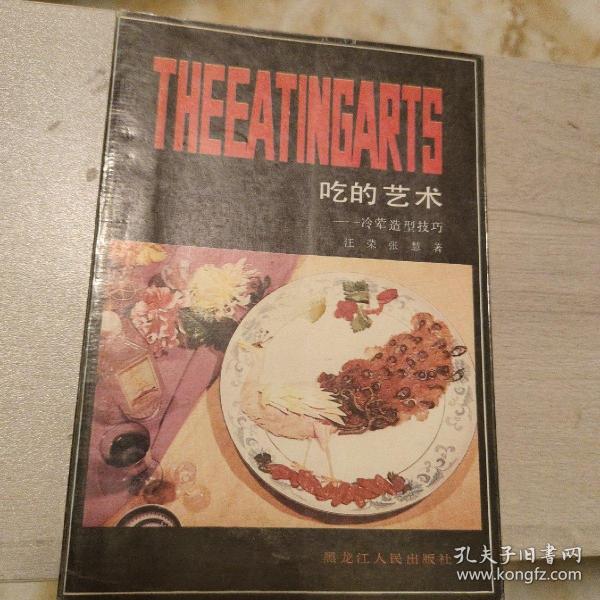 THEEATINGARTS
吃的艺术
——冷荤造型技巧
汪荣 张慧 著
黑龙江人民出版社
孔夫子旧书网
www.kongfz.com